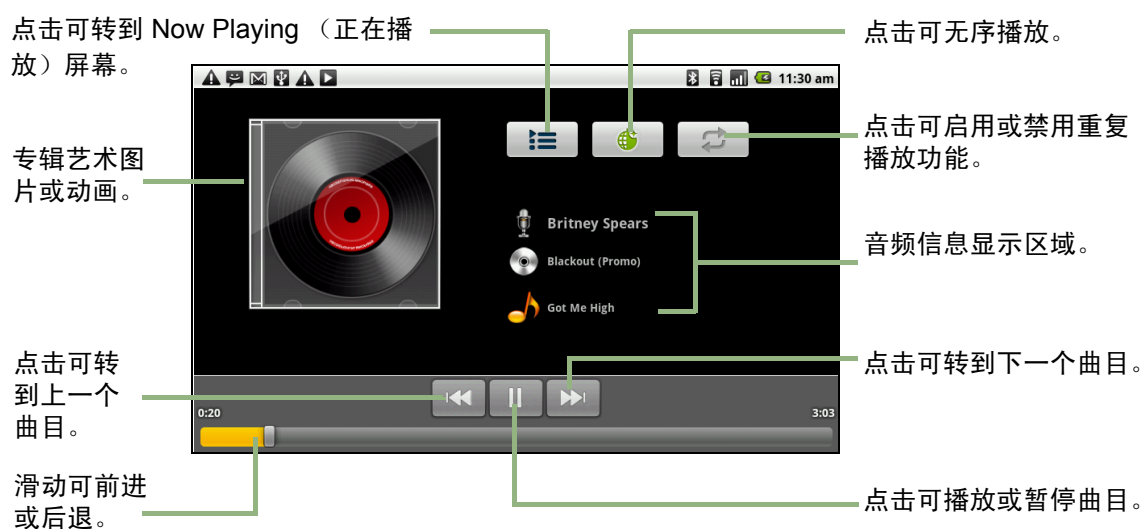 点击可转到 Now Playing （正在播
放）屏幕。
点击可无序播放。
11:30 am
点击可启用或禁用重复
播放功能。
专辑艺术图
片或动画。
Britney Spears
Blackout (Promo)
Got Me High
音频信息显示区域。
点击可转
到上一个
曲目。
点击可转到下一个曲目。
0:20
3:03
滑动可前进
或后退。
点击可播放或暂停曲目。